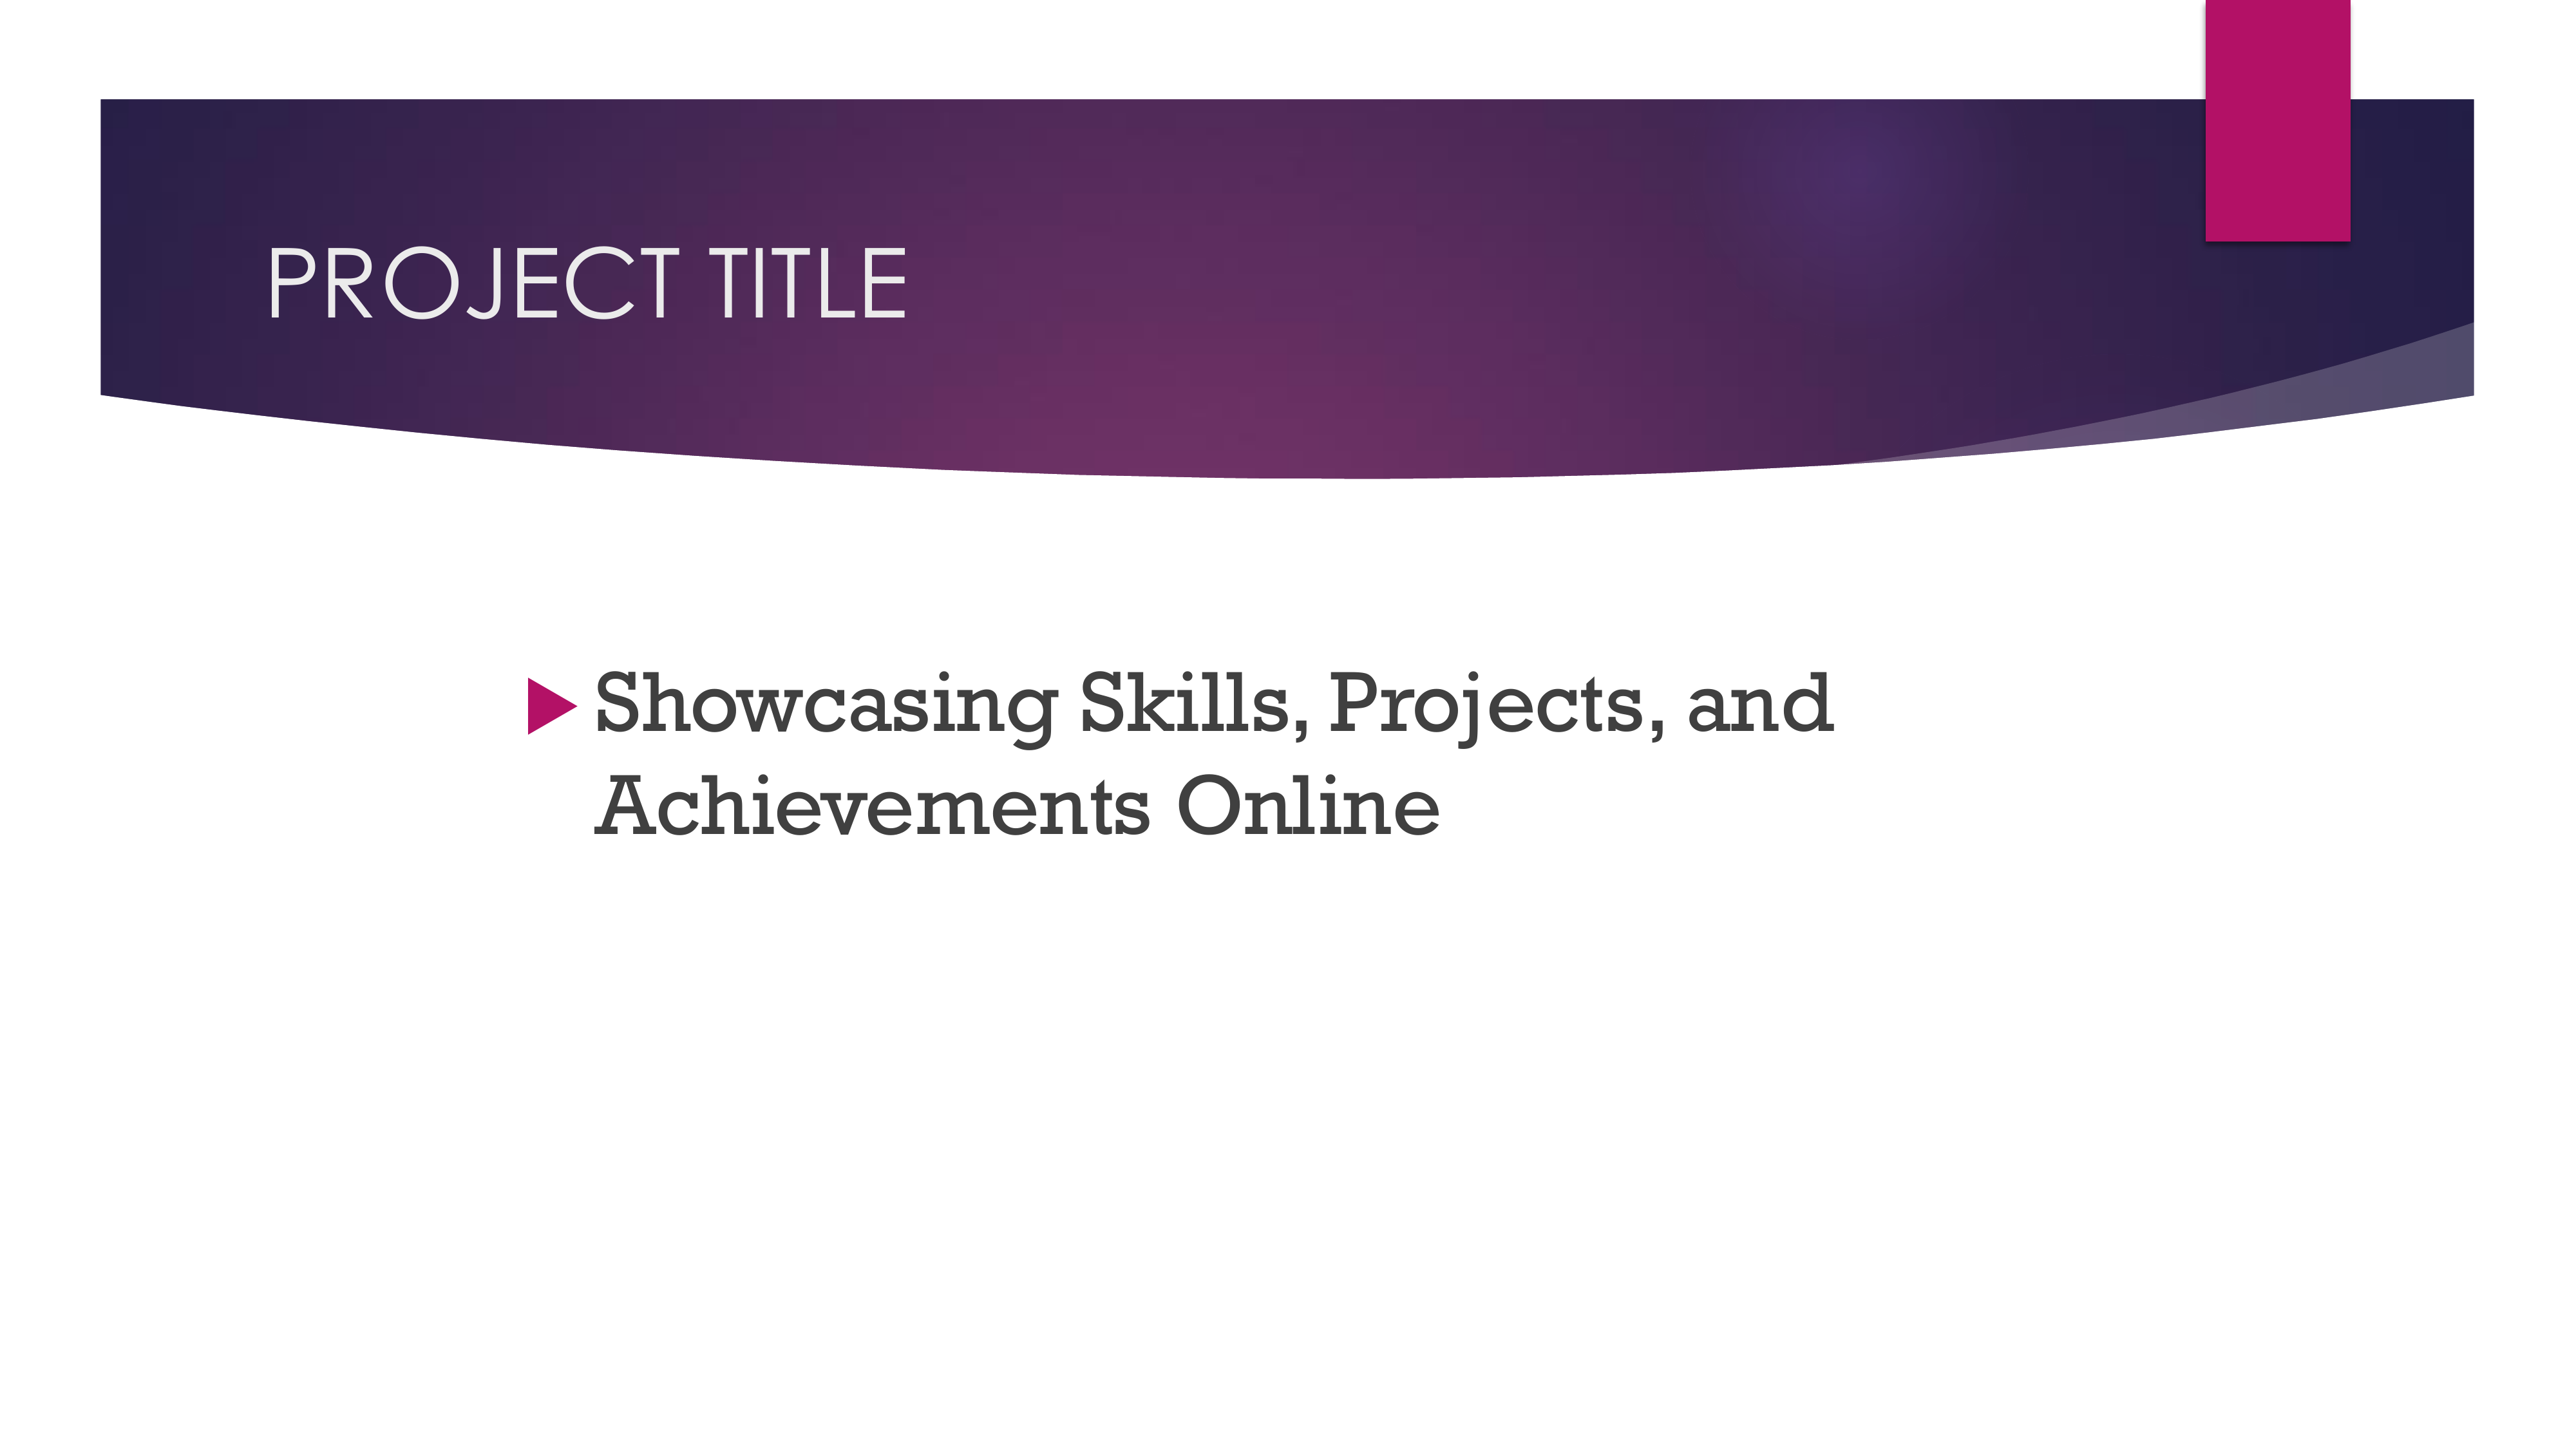 PROJECT TITLE
Showcasing Skills, Projects, and
Achievements Online